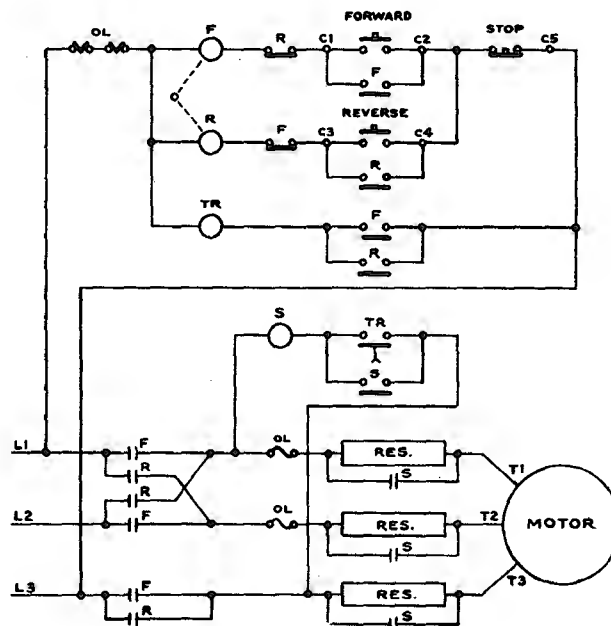 FORWARD
OL F R C1 C2 STOP C5
F
REVERSE
R F C3 C4
R
TR F
R
S TR
S
L1 F OL RES. T1
R S
R
L2 F OL RES. T2 MOTOR
S
T3
L3 F RES.
R S